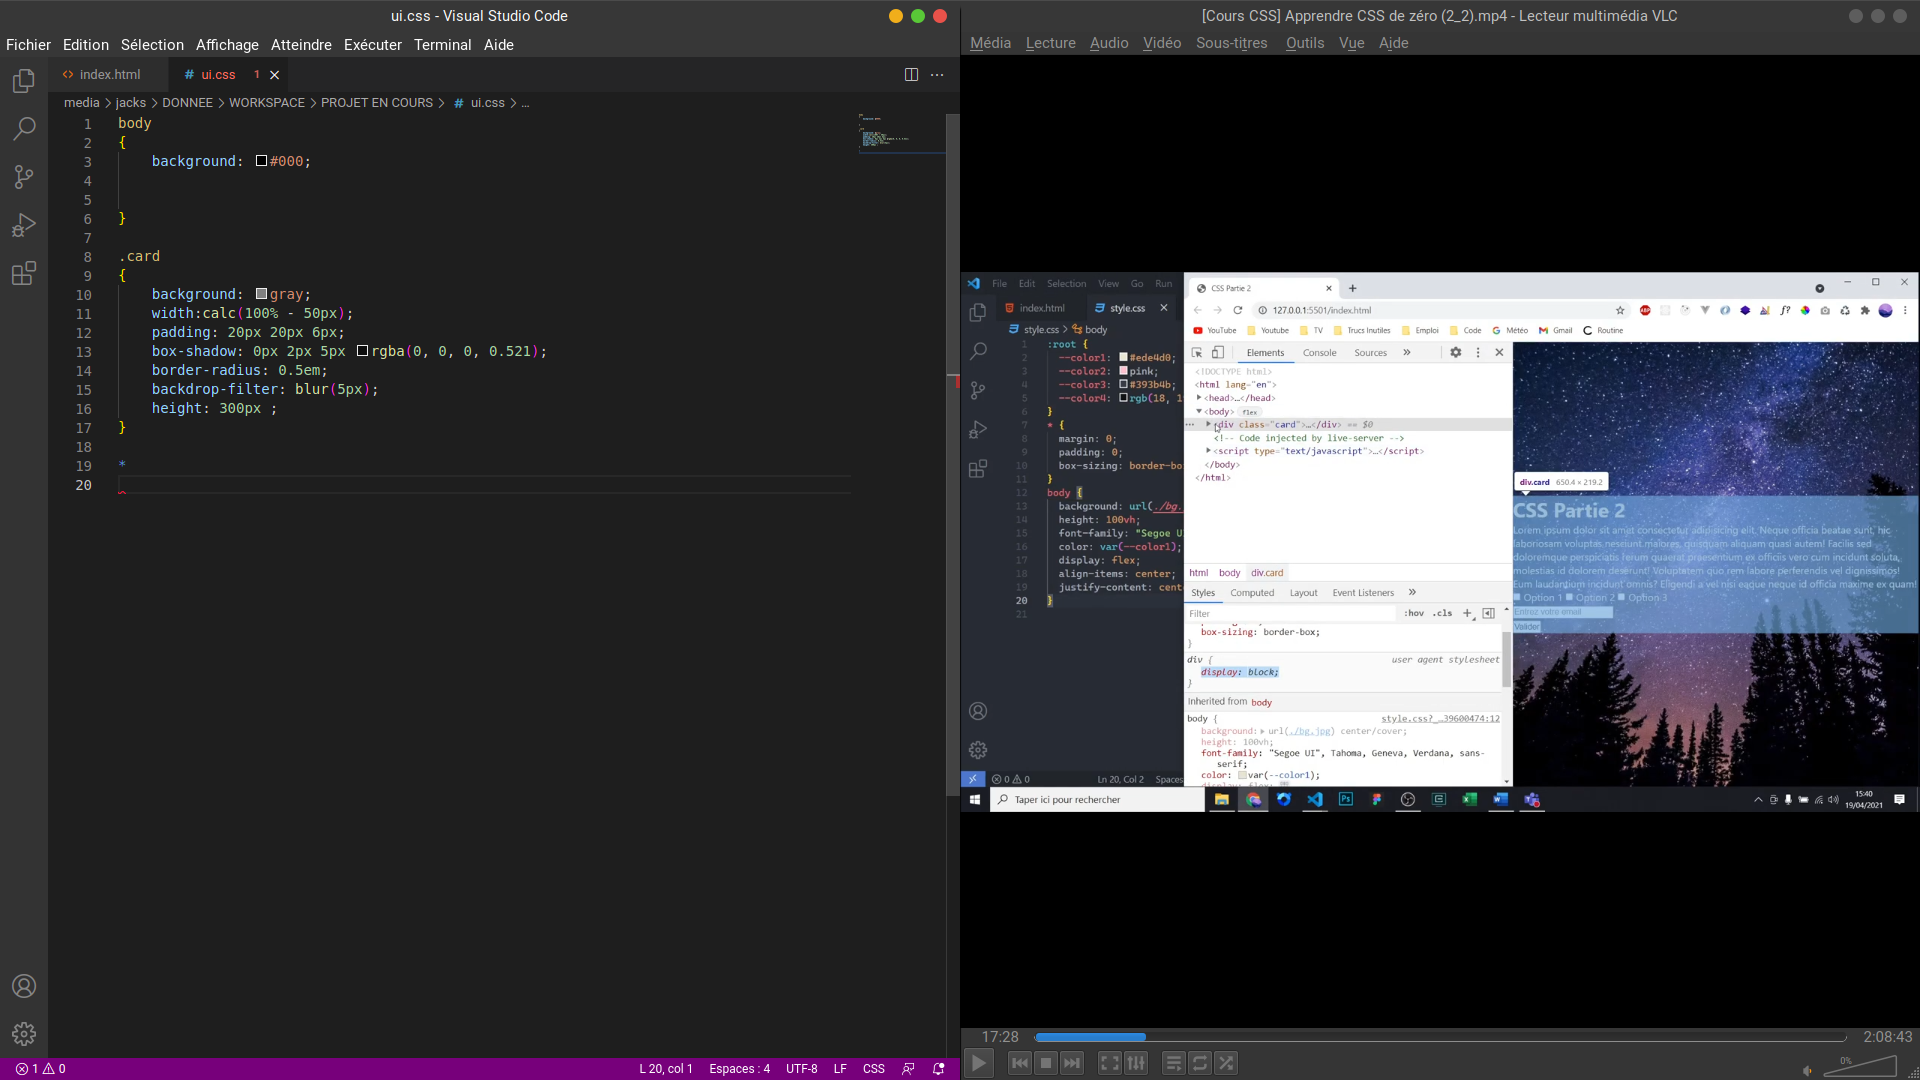 ui.css - Visual Studio Code
Fichier Edition Sélection Affichage Atteindre Exécuter Terminal Aide
index.html
# ui.css 1
media > jacks > DONNEE > WORKSPACE > PROJET EN COURS > # ui.css > ...
1 body
2 {
3 background: #000;
4
5
6 }
7
8 .card
9 {
10 background: gray;
11 width:calc(100% - 50px);
12 padding: 20px 20px 6px;
13 box-shadow: 0px 2px 5px rgba(0, 0, 0, 0.521);
14 border-radius: 0.5em;
15 backdrop-filter: blur(5px);
16 height: 300px ;
17 }
18
19 *
20
1 0
L 20, col 1 Espaces : 4 UTF-8 LF CSS
[Cours CSS] Apprendre CSS de zéro (2_2).mp4 - Lecteur multimédia VLC
Média Lecture Audio Vidéo Sous-titres Outils Vue Aide
File Edit Selection View Go Run
index.html style.css
style.css > body
1 :root {
2 --color1: #ede4d0;
3 --color2: pink;
4 --color3: #393b4b;
5 --color4: rgb(18, 1
6 }
7 * {
8 margin: 0;
9 padding: 0;
10 box-sizing: border-bo
11 }
12 body {
13 background: url(./bg.
14 height: 100vh;
15 font-family: "Segoe U
16 color: var(--color1);
17 display: flex;
18 align-items: center;
19 justify-content: cent
20 }
21
0 0 Ln 20, Col 2 Spaces
CSS Partie 2
127.0.0.1:5501/index.html
YouTube Youtube TV Trucs Inutiles Emploi Code Météo Gmail Routine
Elements Console Sources »
<!DOCTYPE html>
<html lang="en">
<head>…</head>
<body> flex
<div class="card">…</div> == $0
<!-- Code injected by live-server -->
<script type="text/javascript">…</script>
</body>
</html>
html body div.card
Styles Computed Layout Event Listeners »
Filter :hov .cls +
box-sizing: border-box;
}
div { user agent stylesheet
display: block;
}
Inherited from body
body { style.css?_…39600474:12
background: url(./bg.jpg) center/cover;
height: 100vh;
font-family: "Segoe UI", Tahoma, Geneva, Verdana, sans-
serif;
color: var(--color1);
display: flex;
div.card 650.4 × 219.2
CSS Partie 2
Lorem ipsum dolor sit amet consectetur adipisicing elit. Neque officia beatae sunt, hic
laboriosam voluptas nesciunt maiores, quisquam aliquam quasi autem! Facilis sed
doloremque perspiciatis rerum quaerat praesentium ex officiis vero cum incidunt soluta,
molestias id dolorem deserunt! Voluptatem quo rem labore perferendis vel dignissimos!
Eum laudantium incidunt omnis? Eligendi a vel nisi eaque neque id officia maxime ex quam!
Option 1 Option 2 Option 3
Entrez votre email
Valider
Taper ici pour rechercher
15:40
19/04/2021
17:28 2:08:43
0%